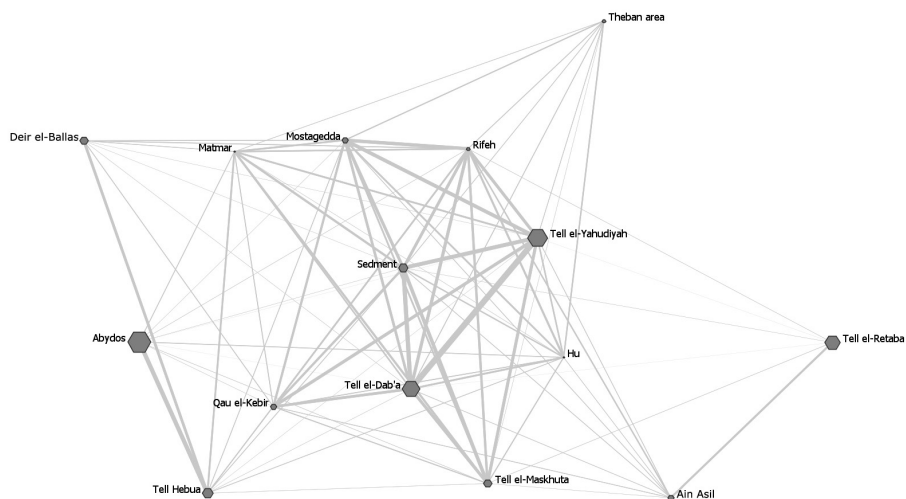 Theban area
Deir el-Ballas
Mostagedda
Matmar
Rifeh
Tell el-Yahudiyah
Sedment
Abydos
Tell el-Retaba
Hu
Tell el-Dab'a
Qau el-Kebir
Tell el-Maskhuta
Tell Hebua
Ain Asil